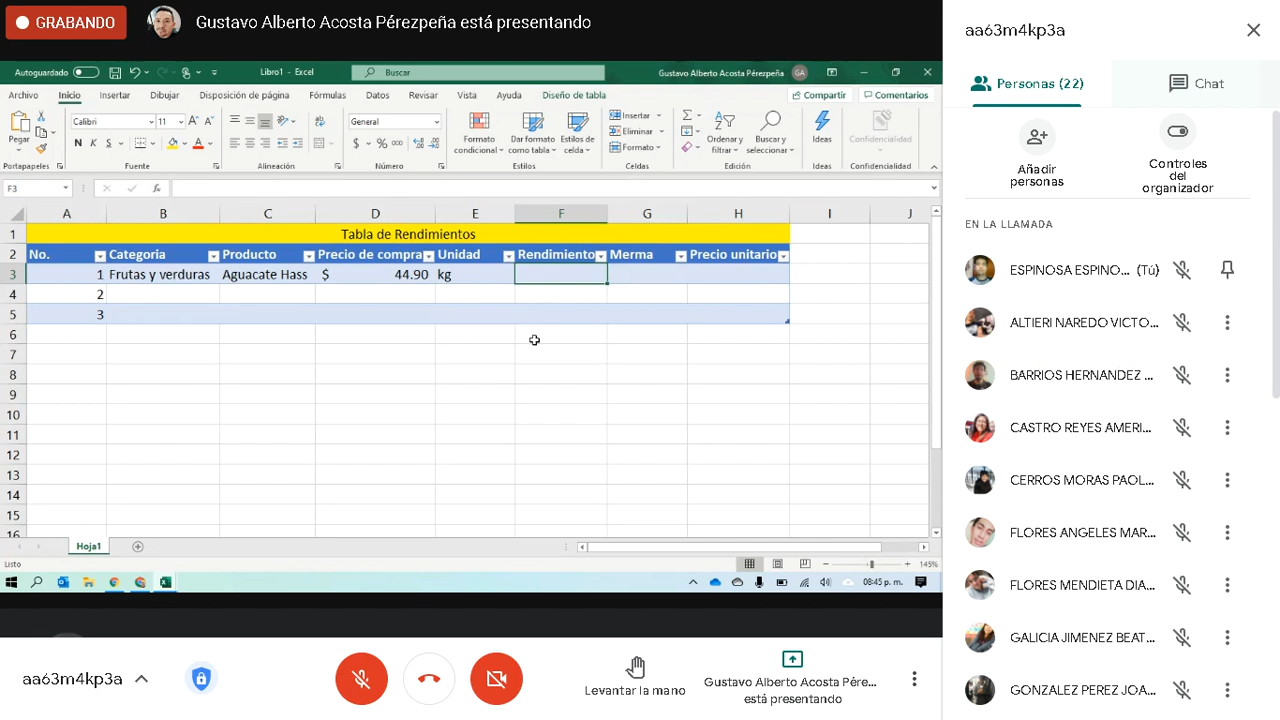 GRABANDO
Gustavo Alberto Acosta Pérezpeña está presentando
Autoguardado
Libro1 - Excel
Buscar
Gustavo Alberto Acosta Pérezpeña
GA
Archivo Inicio Insertar Dibujar Disposición de página Fórmulas Datos Revisar Vista Ayuda Diseño de tabla
Compartir
Comentarios
Pegar
Calibri
11
N K S
General
$ % 000
Formato condicional
Dar formato como tabla
Estilos de celda
Insertar
Eliminar
Formato
Ordenar y filtrar
Buscar y seleccionar
Ideas
Confidencialidad
Portapapeles Fuente Alineación Número Estilos Celdas Edición Ideas Confidencialidad
F3
fx
A B C D E F G H I J
1 Tabla de Rendimientos
2 No. Categoria Producto Precio de compra Unidad Rendimiento Merma Precio unitario
3 1 Frutas y verduras Aguacate Hass $ 44.90 kg
4 2
5 3
6
7
8
9
10
11
12
13
14
15
16
Hoja1
Listo
145%
08:45 p. m.
aa63m4kp3a
Levantar la mano
Gustavo Alberto Acosta Pére...
está presentando
aa63m4kp3a
Personas (22)
Chat
Añadir personas
Controles del organizador
EN LA LLAMADA
ESPINOSA ESPINO... (Tú)
ALTIERI NAREDO VICTO...
BARRIOS HERNANDEZ ...
CASTRO REYES AMERI...
CERROS MORAS PAOL...
FLORES ANGELES MAR...
FLORES MENDIETA DIA...
GALICIA JIMENEZ BEAT...
GONZALEZ PEREZ JOA...